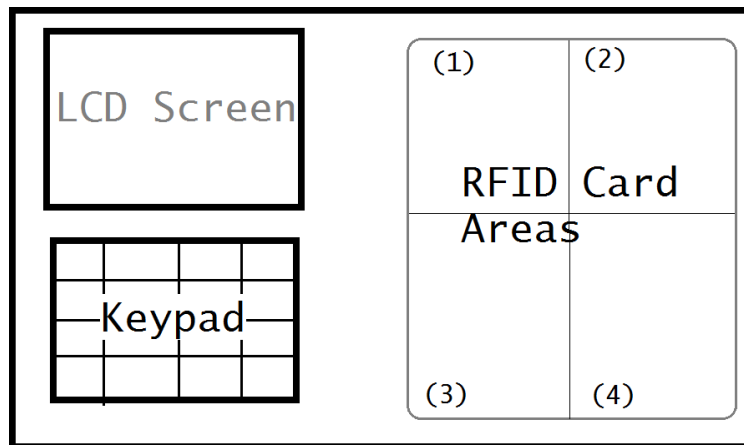 LCD Screen
Keypad
(1)
(2)
RFID Card
Areas
(3)
(4)